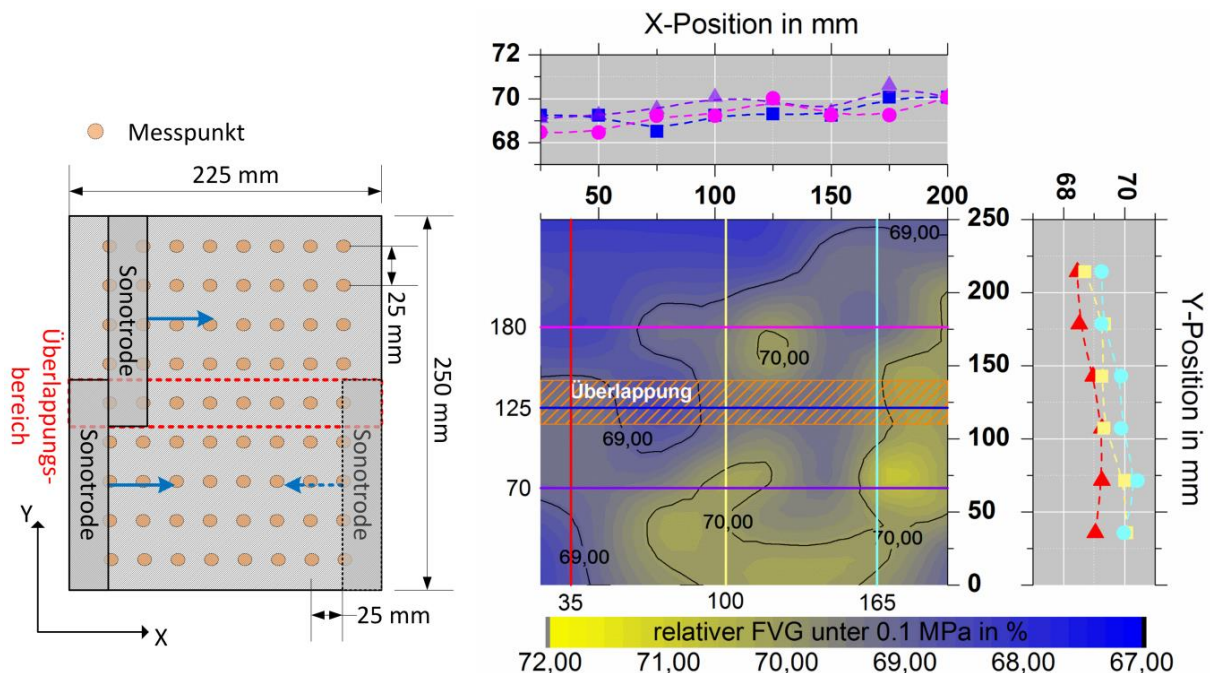 Messpunkt
225 mm
Sonotrode
25 mm
250 mm
Überlappungs-
bereich
Sonotrode
Sonotrode
Y
X
25 mm
X-Position in mm
72
70
68
50
100
150
200
68
70
250
200
150
100
50
0
Y-Position in mm
180
125
70
69,00
70,00
Überlappung
69,00
70,00
70,00
69,00
35
100
165
relativer FVG unter 0.1 MPa in %
72,00
71,00
70,00
69,00
68,00
67,00